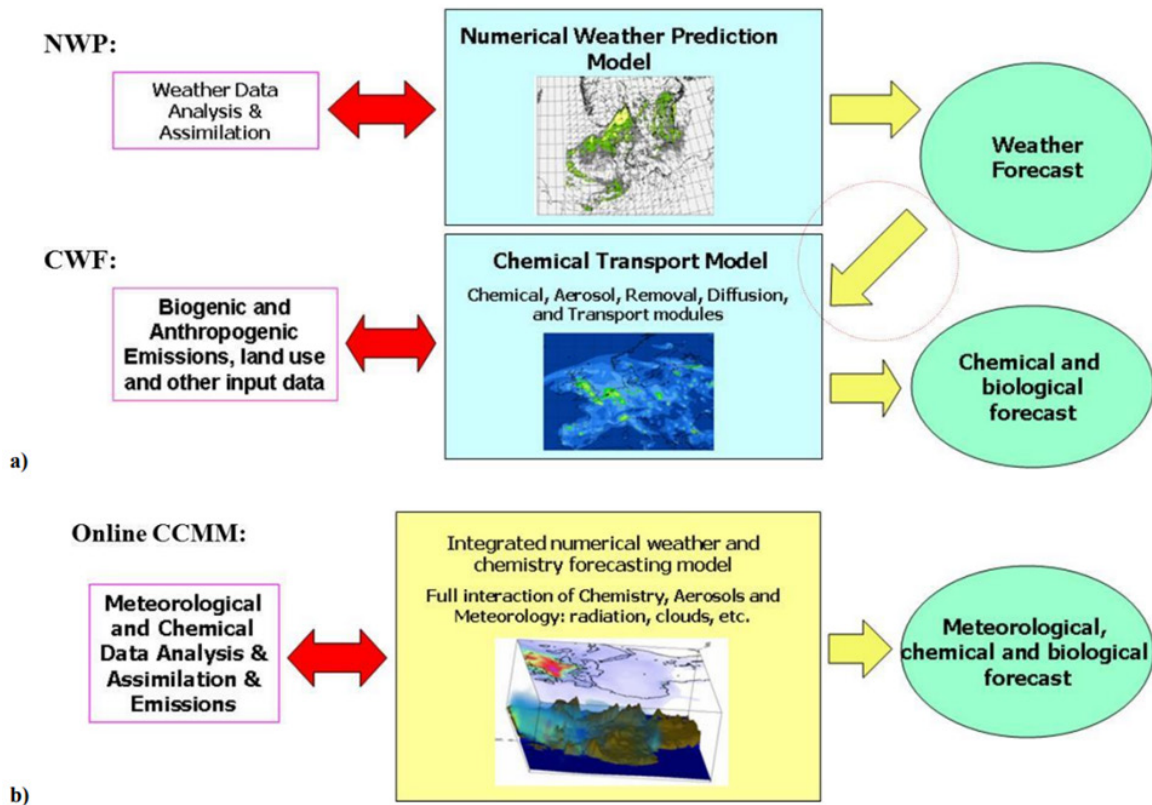 NWP:
Weather Data
Analysis &
Assimilation
Numerical Weather Prediction
Model
Weather
Forecast
CWF:
Biogenic and
Anthropogenic
Emissions, land use
and other input data
Chemical Transport Model
Chemical, Aerosol, Removal, Diffusion,
and Transport modules
Chemical and
biological
forecast
a)
Online CCMM:
Meteorological
and Chemical
Data Analysis &
Assimilation &
Emissions
Integrated numerical weather and
chemistry forecasting model
Full interaction of Chemistry, Aerosols and
Meteorology: radiation, clouds, etc.
Meteorological,
chemical and biological
forecast
b)